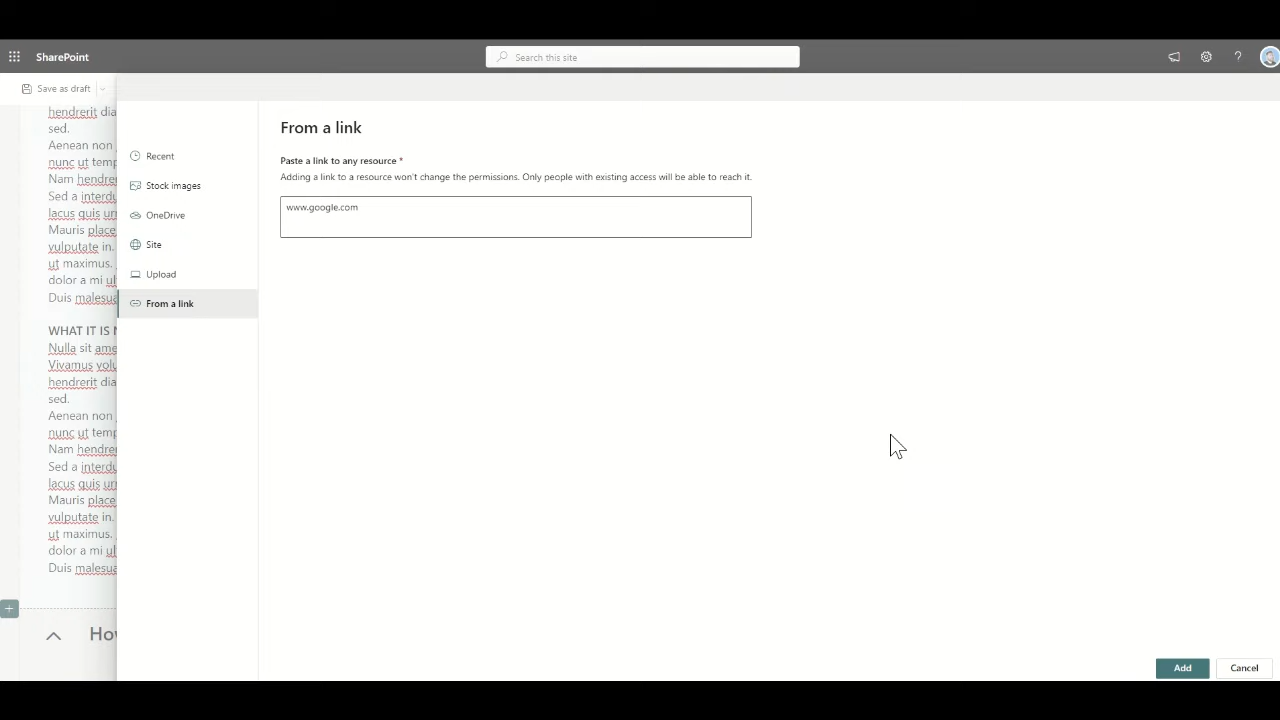 SharePoint
Search this site
?
Save as draft
hendrerit dia
sed.
Aenean non
nunc ut temp
Nam hendre
Sed a interdu
lacus quis urn
Mauris place
vulputate in.
ut maximus.
dolor a mi ult
Duis malesua
WHAT IT IS N
Nulla sit ame
Vivamus volu
hendrerit dia
sed.
Aenean non
nunc ut temp
Nam hendrer
Sed a interdu
lacus quis urn
Mauris place
vulputate in.
ut maximus.
dolor a mi ul
Duis malesua
How
Recent
Stock images
OneDrive
Site
Upload
From a link
From a link
Paste a link to any resource *
Adding a link to a resource won't change the permissions. Only people with existing access will be able to reach it.
www.google.com
Add
Cancel